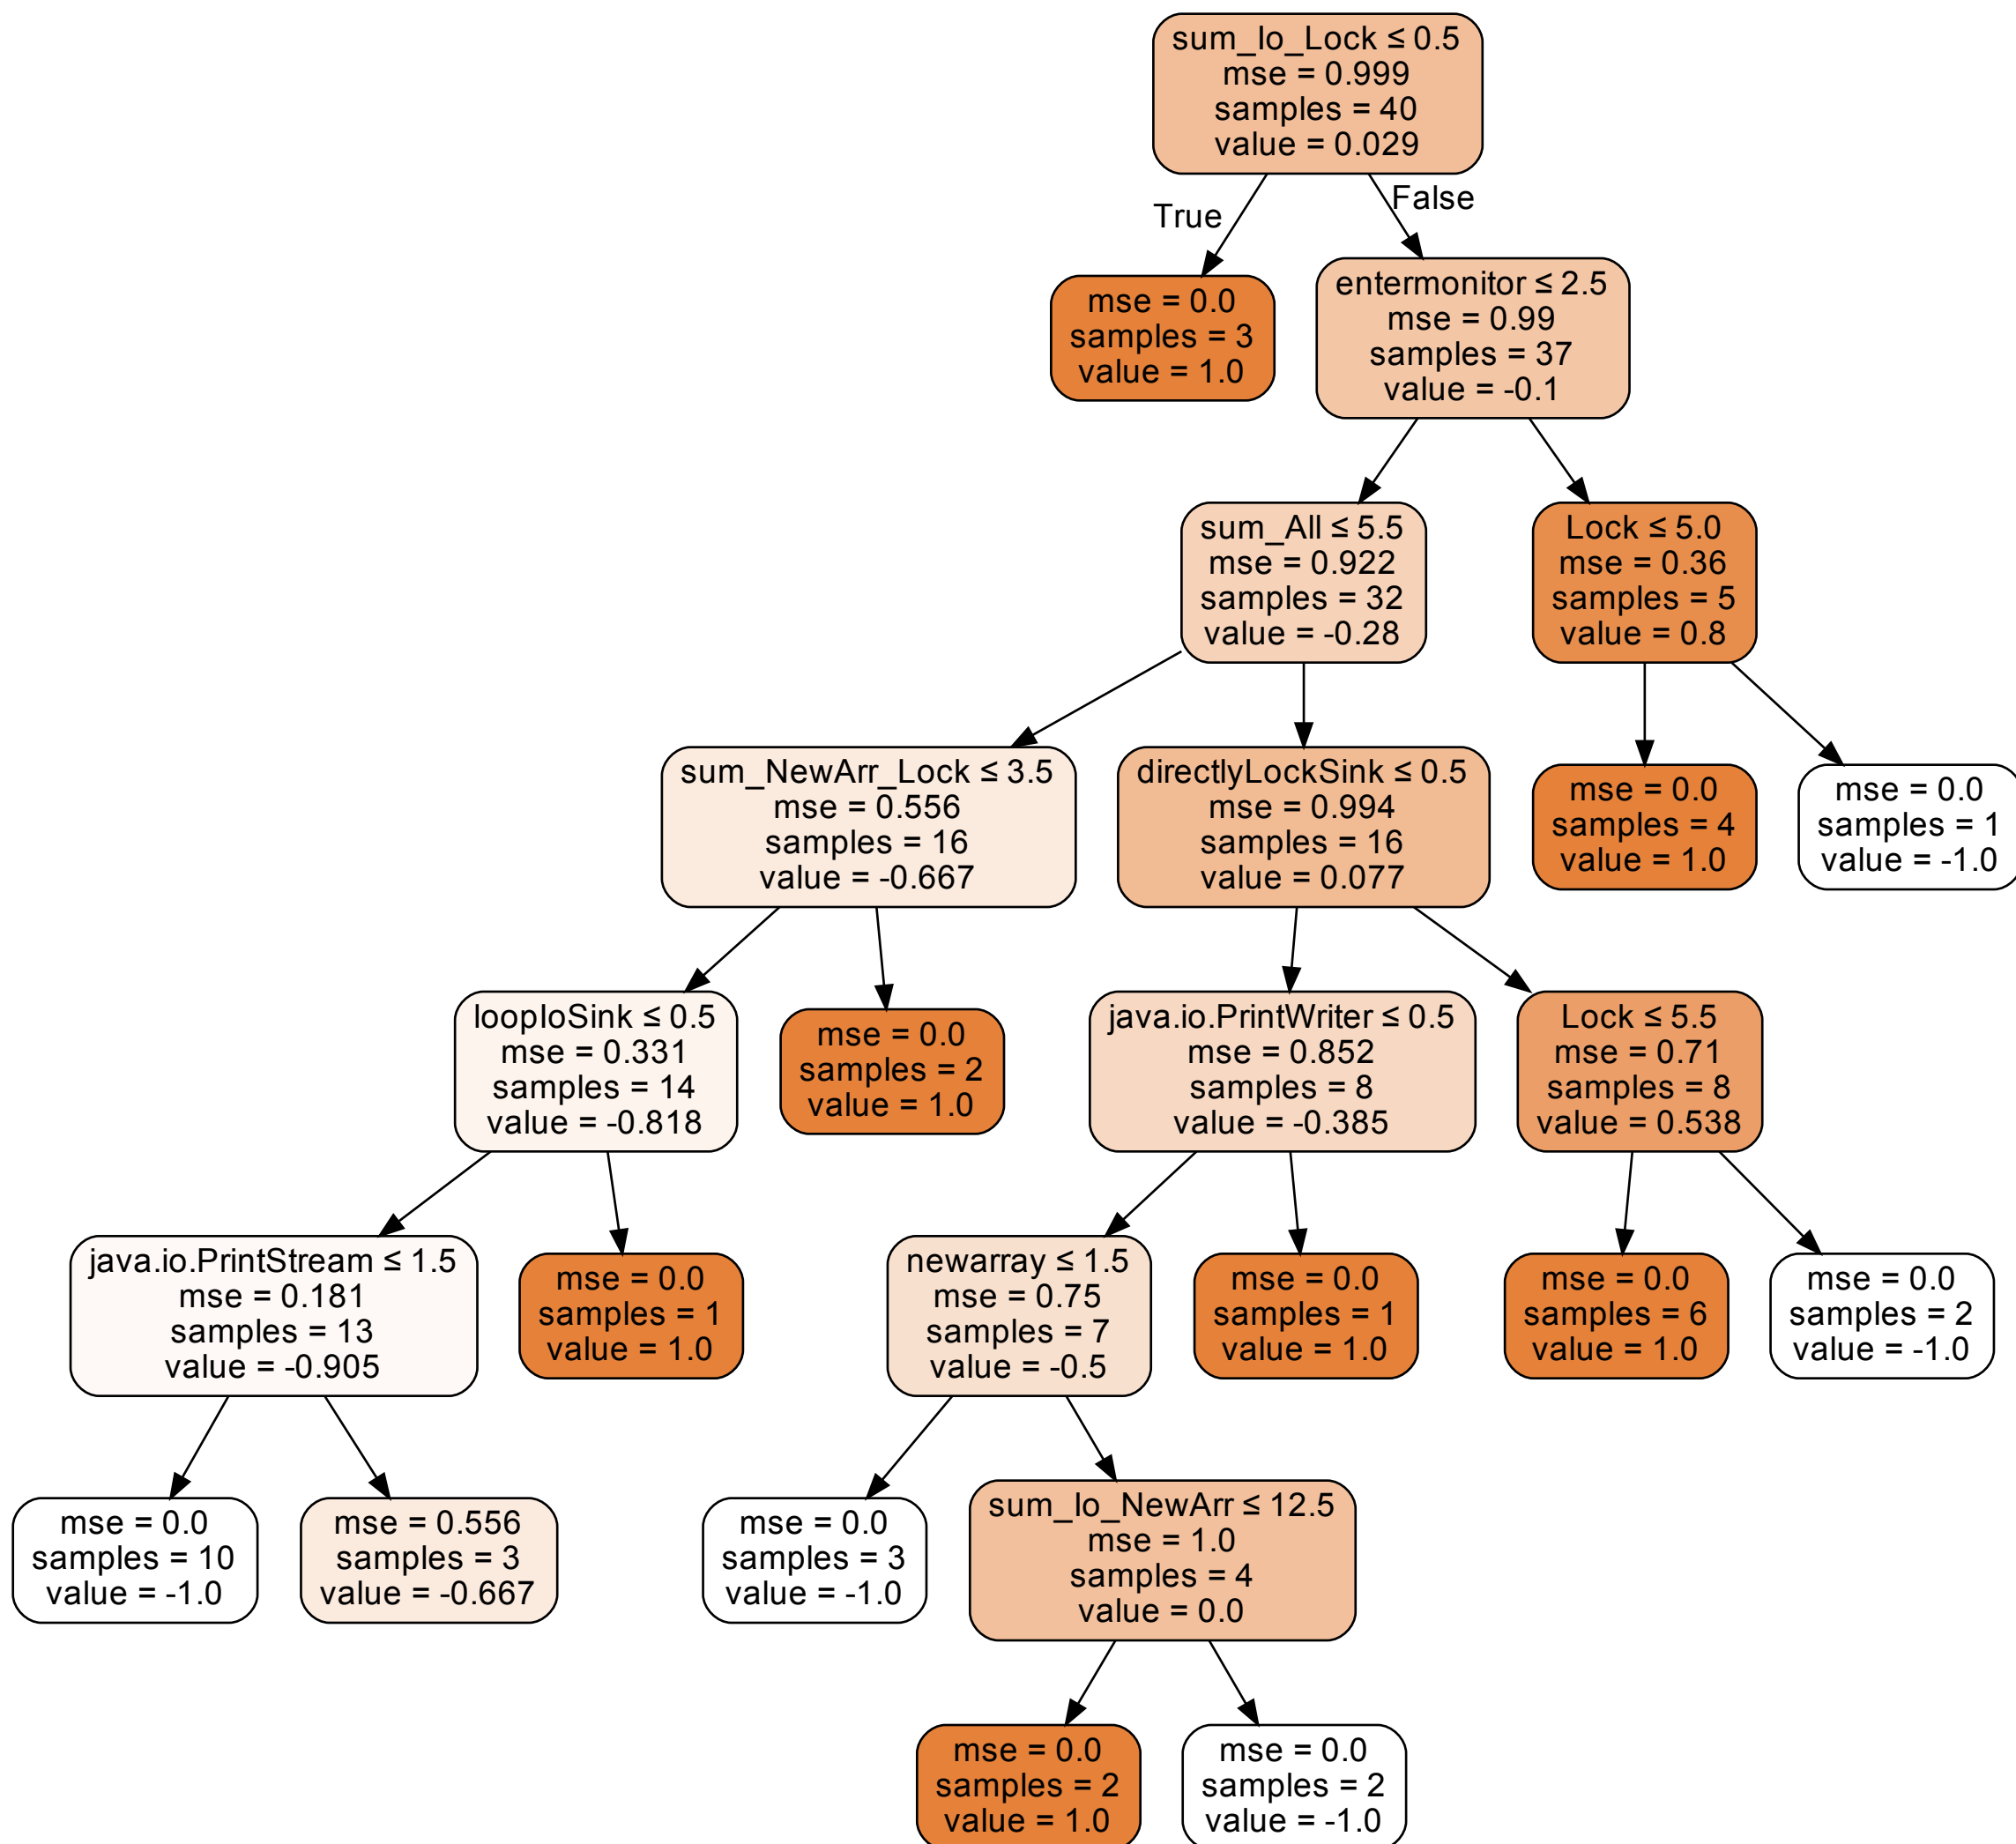 sum_Io_Lock ≤ 0.5
mse = 0.999
samples = 40
value = 0.029
True
False
mse = 0.0
samples = 3
value = 1.0
entermonitor ≤ 2.5
mse = 0.99
samples = 37
value = -0.1
sum_All ≤ 5.5
mse = 0.922
samples = 32
value = -0.28
Lock ≤ 5.0
mse = 0.36
samples = 5
value = 0.8
sum_NewArr_Lock ≤ 3.5
mse = 0.556
samples = 16
value = -0.667
directlyLockSink ≤ 0.5
mse = 0.994
samples = 16
value = 0.077
mse = 0.0
samples = 4
value = 1.0
mse = 0.0
samples = 1
value = -1.0
loopIoSink ≤ 0.5
mse = 0.331
samples = 14
value = -0.818
mse = 0.0
samples = 2
value = 1.0
java.io.PrintWriter ≤ 0.5
mse = 0.852
samples = 8
value = -0.385
Lock ≤ 5.5
mse = 0.71
samples = 8
value = 0.538
java.io.PrintStream ≤ 1.5
mse = 0.181
samples = 13
value = -0.905
mse = 0.0
samples = 1
value = 1.0
newarray ≤ 1.5
mse = 0.75
samples = 7
value = -0.5
mse = 0.0
samples = 1
value = 1.0
mse = 0.0
samples = 6
value = 1.0
mse = 0.0
samples = 2
value = -1.0
mse = 0.0
samples = 10
value = -1.0
mse = 0.556
samples = 3
value = -0.667
mse = 0.0
samples = 3
value = -1.0
sum_Io_NewArr ≤ 12.5
mse = 1.0
samples = 4
value = 0.0
mse = 0.0
samples = 2
value = 1.0
mse = 0.0
samples = 2
value = -1.0